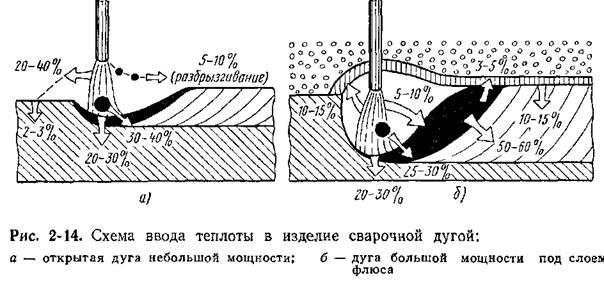 20-40%
5-10%
(разбрызгивание)
2-3%
30-40%
20-30%
а)
3-5%
5-10%
10-15%
10-15%
50-60%
25-30%
20-30%
б)
Рис. 2-14. Схема ввода теплоты в изделие сварочной дугой:
а — открытая дуга небольшой мощности; б — дуга большой мощности под слоем
флюса